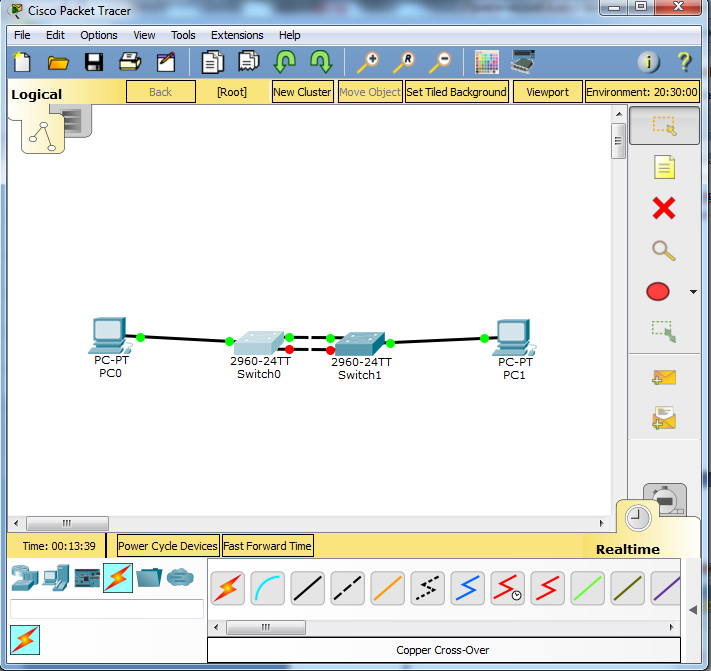 Cisco Packet Tracer
File Edit Options View Tools Extensions Help
Logical Back [Root] New Cluster Move Object Set Tiled Background Viewport Environment: 20:30:00
PC-PT
PC0
2960-24TT
Switch0
2960-24TT
Switch1
PC-PT
PC1
Time: 00:13:39 Power Cycle Devices Fast Forward Time Realtime
Copper Cross-Over